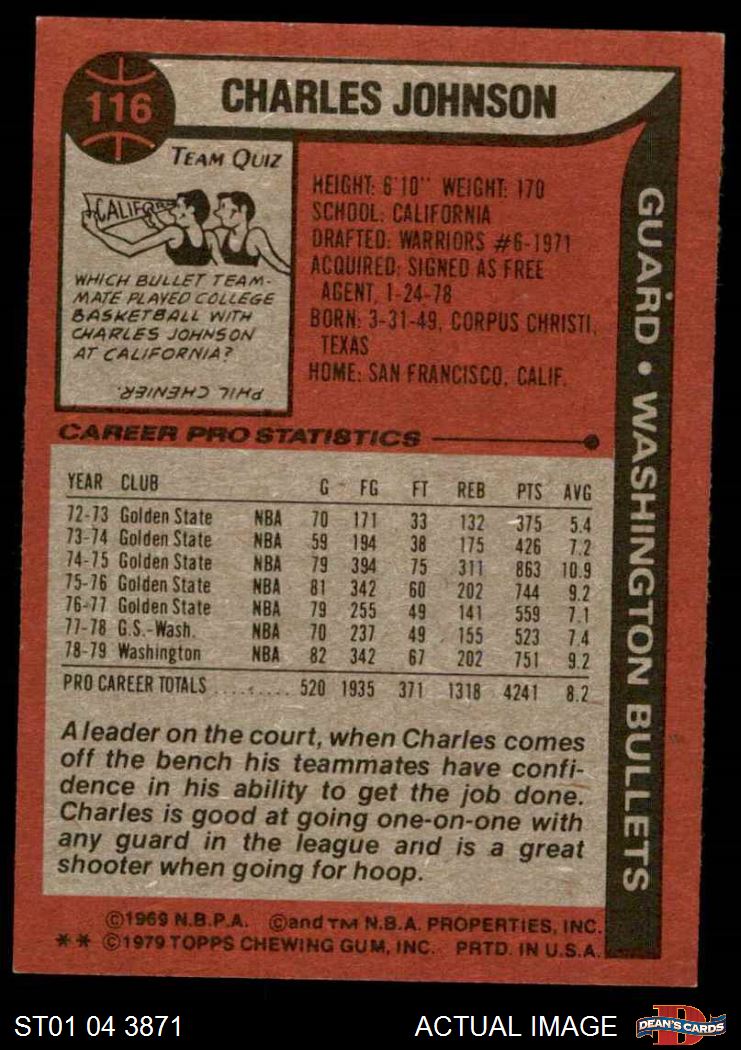 116
CHARLES JOHNSON
TEAM QUIZ
CALIFOR
WHICH BULLET TEAM-
MATE PLAYED COLLEGE
BASKETBALL WITH
CHARLES JOHNSON
AT CALIFORNIA?
PHIL CHENIER.
HEIGHT: 6'10" WEIGHT: 170
SCHOOL: CALIFORNIA
DRAFTED: WARRIORS #6-1971
ACQUIRED: SIGNED AS FREE
AGENT, 1-24-78
BORN: 3-31-49, CORPUS CHRISTI,
TEXAS
HOME: SAN FRANCISCO, CALIF.
GUARD • WASHINGTON BULLETS
CAREER PRO STATISTICS
YEAR CLUB G FG FT REB PTS AVG
72-73 Golden State NBA 70 171 33 132 375 5.4
73-74 Golden State NBA 59 194 38 175 426 7.2
74-75 Golden State NBA 79 394 75 311 863 10.9
75-76 Golden State NBA 81 342 60 202 744 9.2
76-77 Golden State NBA 79 255 49 141 559 7.1
77-78 G.S.-Wash. NBA 70 237 49 155 523 7.4
78-79 Washington NBA 82 342 67 202 751 9.2
PRO CAREER TOTALS ......... 520 1935 371 1318 4241 8.2
A leader on the court, when Charles comes
off the bench his teammates have confi-
dence in his ability to get the job done.
Charles is good at going one-on-one with
any guard in the league and is a great
shooter when going for hoop.
©1969 N.B.P.A. ©and TM N.B.A. PROPERTIES, INC.
** ©1979 TOPPS CHEWING GUM, INC. PRTD. IN U.S.A.
ST01 04 3871 ACTUAL IMAGE
D
DEAN'S CARDS